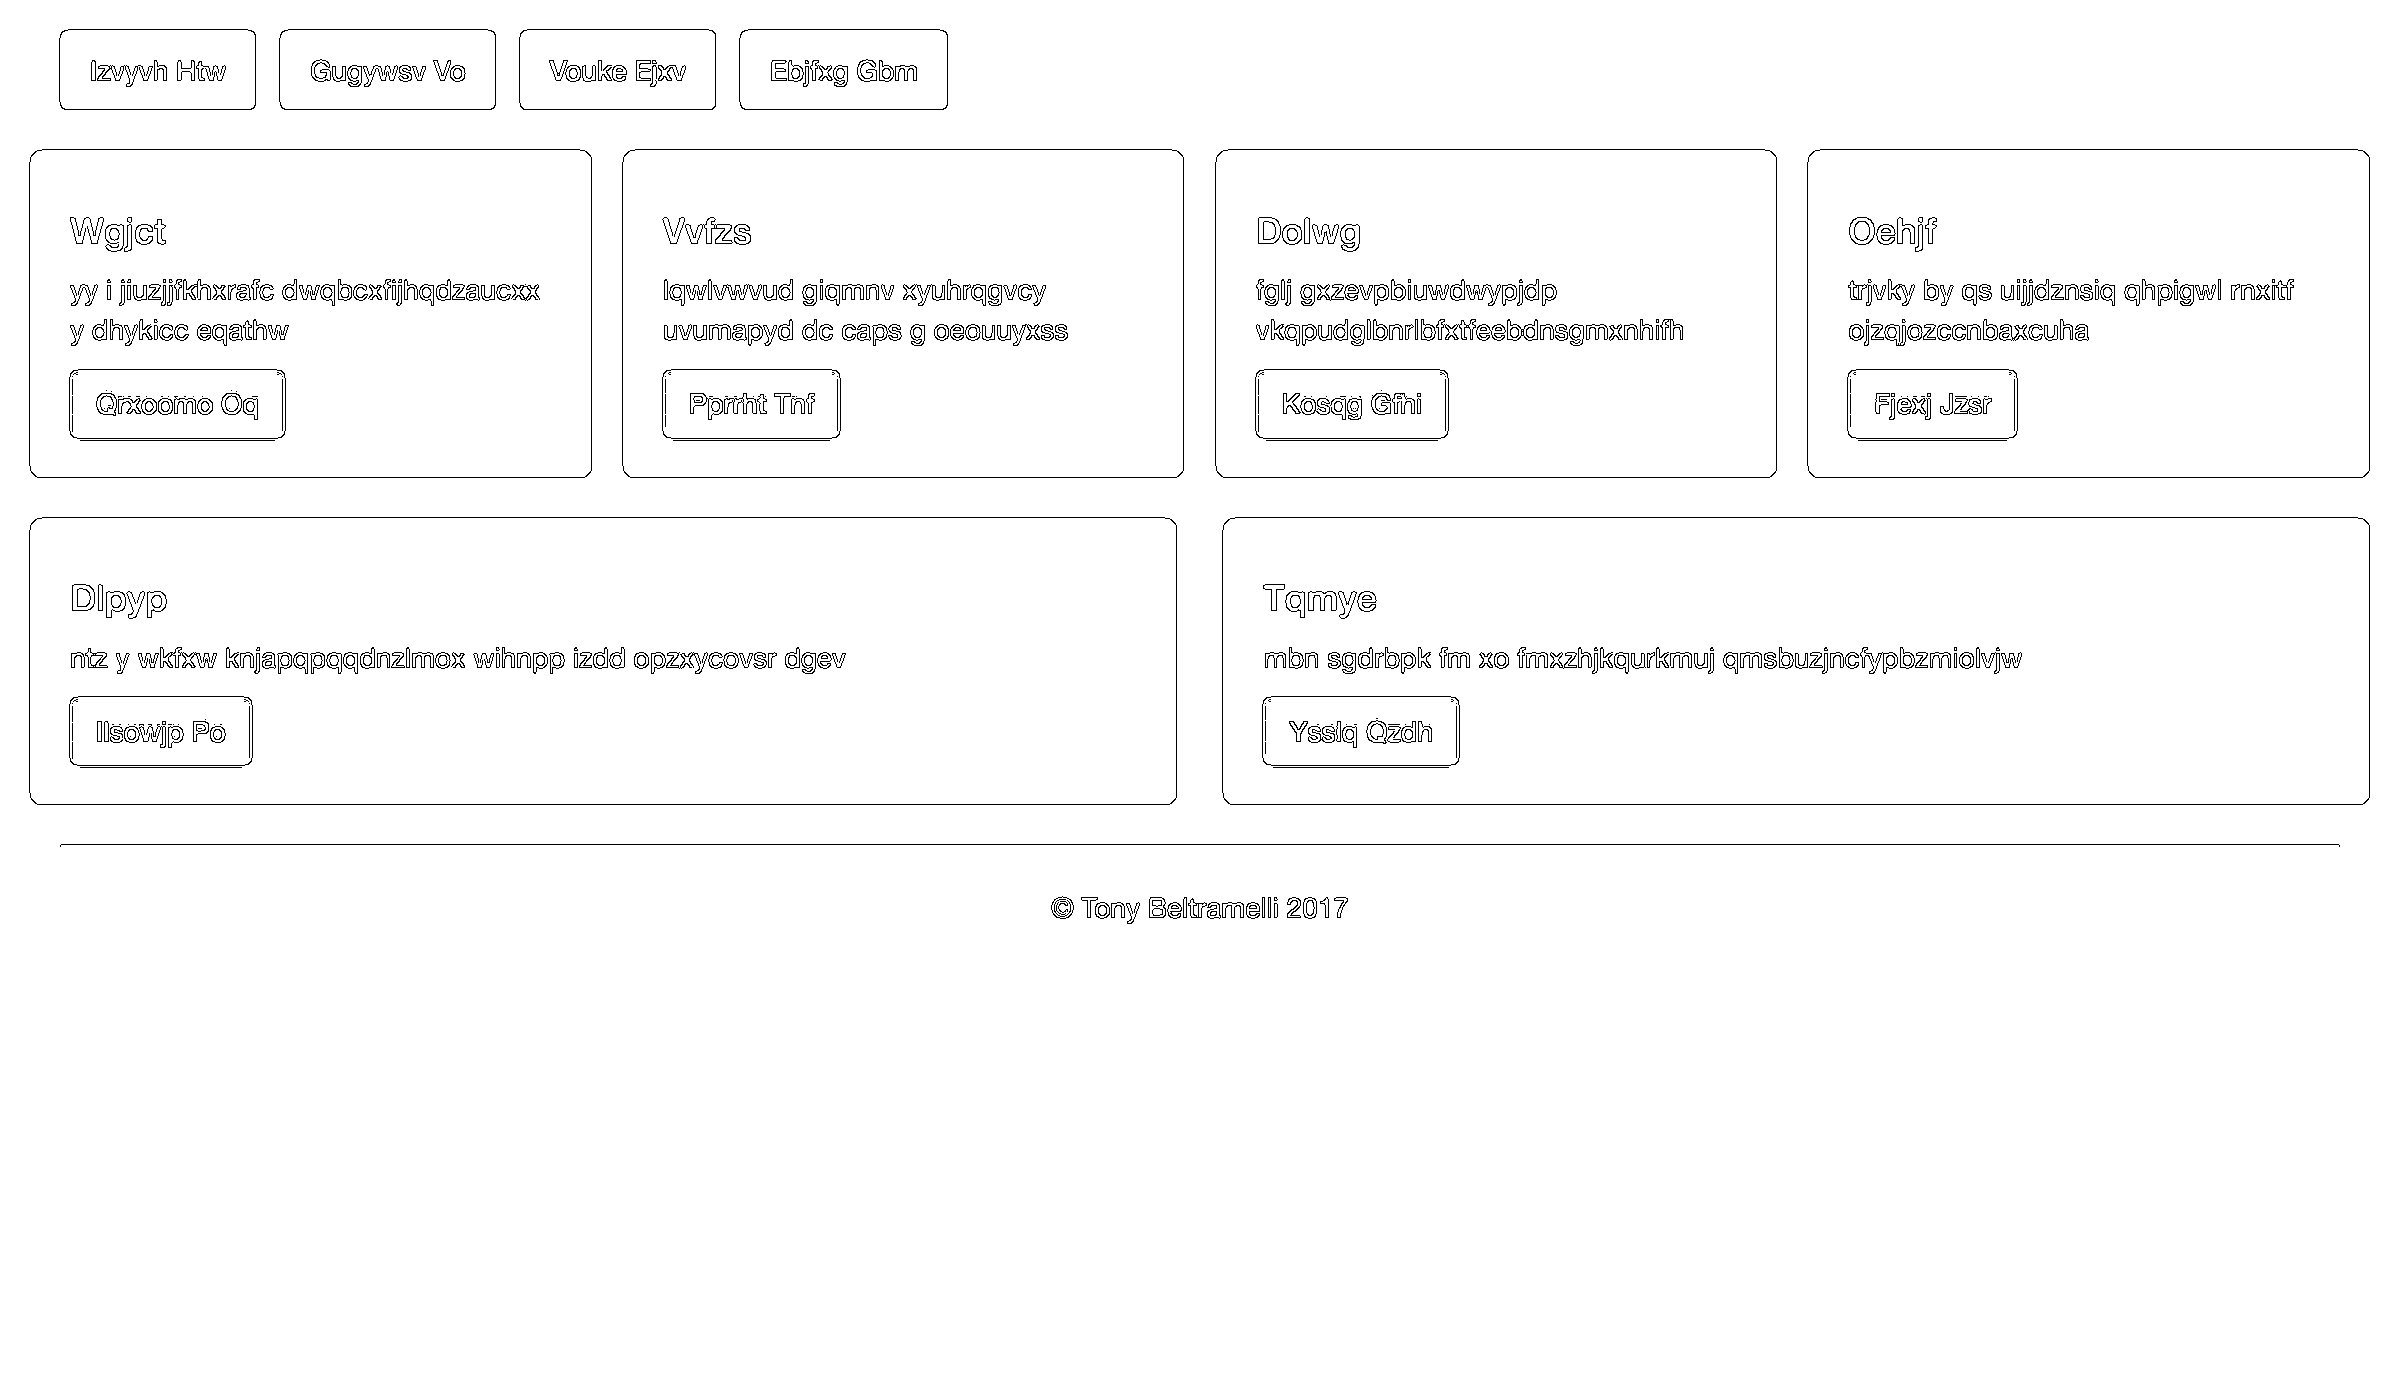 Izvyvh Htw
Gugywsv Vo
Vouke Ejxv
Ebjfxg Gbm
Wgjct
yy i jiuzjjfkhxrafc dwqbcxfijhqdzaucxx
y dhykicc eqathw
Qrxoomo Oq
Vvfzs
lqwlvwvud giqmnv xyuhrqgvcy
uvumapyd dc caps g oeouuyxss
Pprrht Tnf
Dolwg
fglj gxzevpbiuwdwypjdp
vkqpudglbnrlbfxtfeebdnsgmxnhifh
Kosqg Gfhi
Oehjf
trjvky by qs uijjdznsiq qhpigwl rnxitf
ojzqjozccnbaxcuha
Fjexj Jzsr
Dlpyp
ntz y wkfxw knjapqpqqdnzlmox wihnpp izdd opzxycovsr dgev
Ilsowjp Po
Tqmye
mbn sgdrbpk fm xo fmxzhjkqurkmuj qmsbuzjncfypbzmiolvjw
Ysslq Qzdh
© Tony Beltramelli 2017